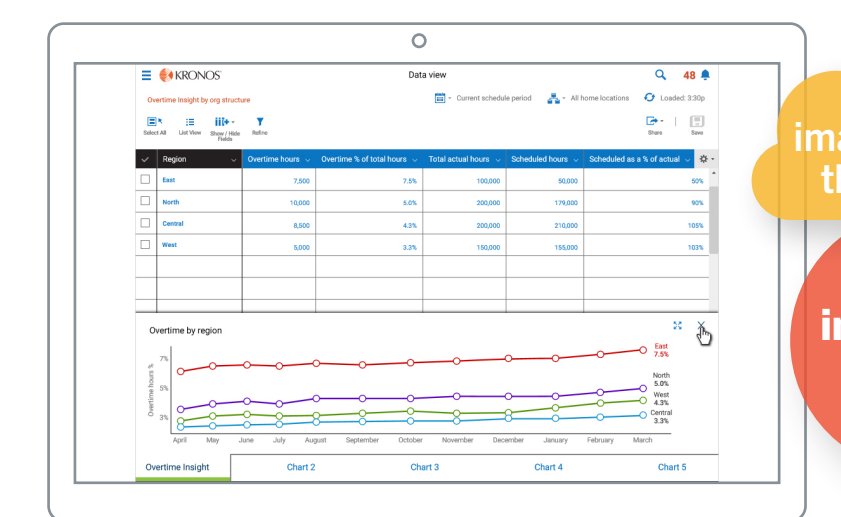 KRONOS
Data view
48
Overtime Insight by org structure
Current schedule period
All home locations
Loaded: 3:30p
Select All
List View
Show / Hide
Fields
Refine
Share
Save
Region Overtime hours Overtime % of total hours Total actual hours Scheduled hours Scheduled as a % of actual
East 7,500 7.5% 100,000 50,000 50%
North 10,000 5.0% 200,000 179,000 90%
Central 8,500 4.3% 200,000 210,000 105%
West 5,000 3.3% 150,000 155,000 103%
Overtime by region
Overtime hours %
7%
5%
3%
East
7.5%
North
5.0%
West
4.3%
Central
3.3%
April May June July August September October November December January February March
Overtime Insight Chart 2 Chart 3 Chart 4 Chart 5